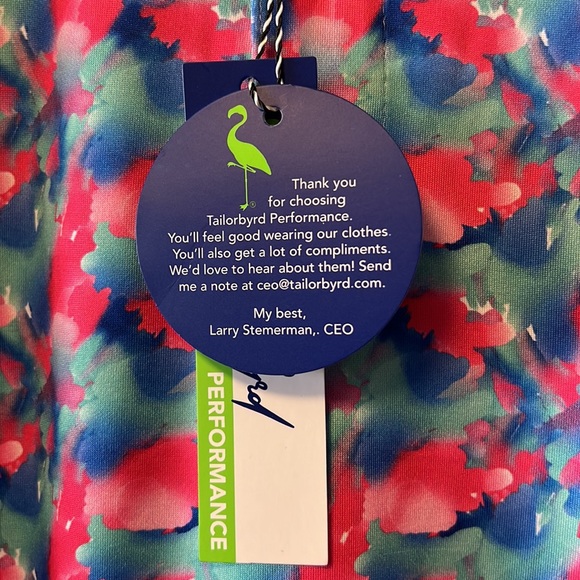 Thank you
for choosing
Tailorbyrd Performance.
You'll feel good wearing our clothes.
You'll also get a lot of compliments.
We'd love to hear about them! Send
me a note at ceo@tailorbyrd.com.
My best,
Larry Stemerman,. CEO
PERFORMANCE